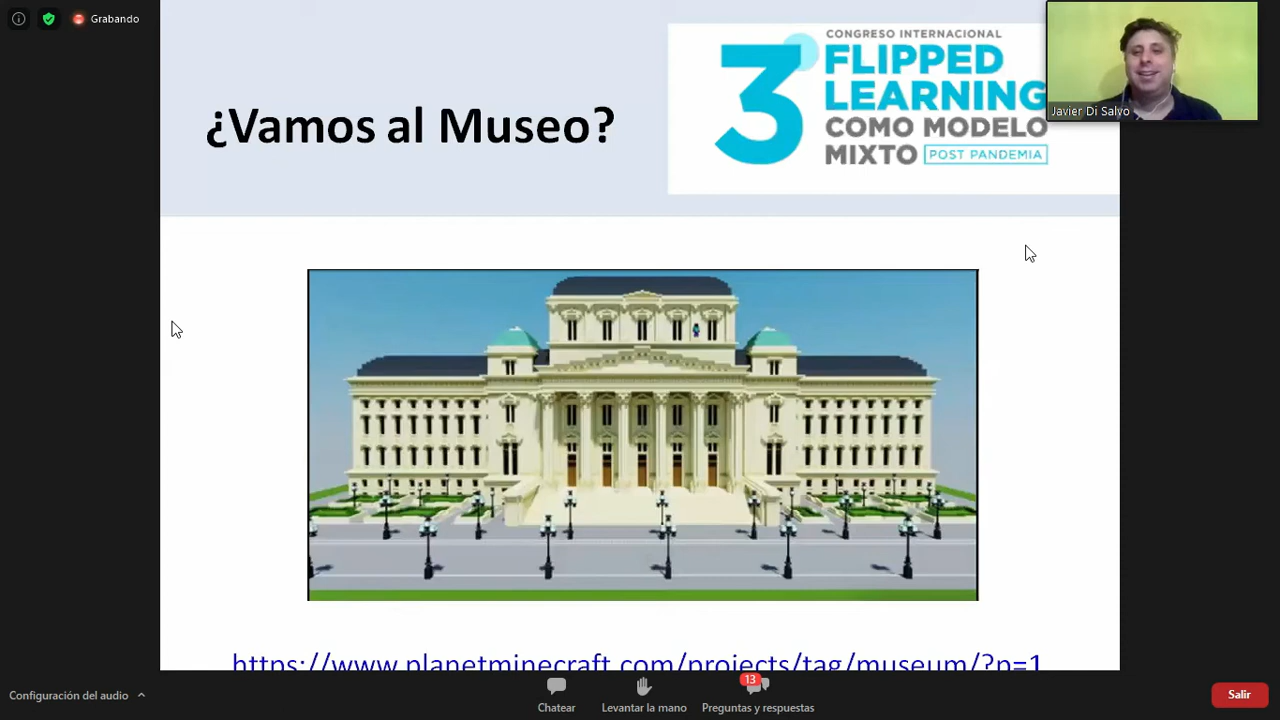 Grabando
¿Vamos al Museo?
3
CONGRESO INTERNACIONAL
FLIPPED
LEARNING
COMO MODELO
MIXTO POST PANDEMIA
Javier Di Salvo
https://www.planetminecraft.com/projects/tag/museum/?p=1
Configuración del audio
Chatear
Levantar la mano
13
Preguntas y respuestas
Salir